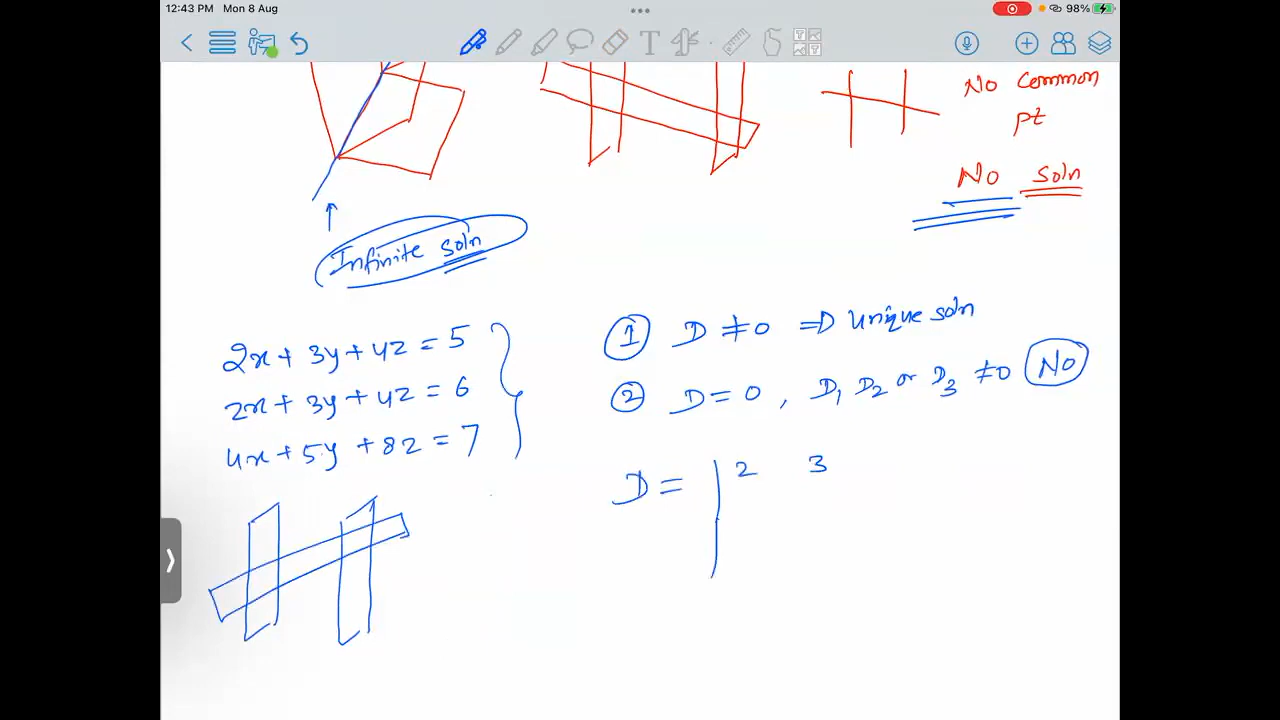 12:43 PM Mon 8 Aug
98%
No Common
pt
No soln
Infinite soln
2x + 3y + 4z = 5
2x + 3y + 4z = 6
4x + 5y + 8z = 7
① D ≠ 0 ⇒ unique soln
② D = 0 , D₁ D₂ or D₃ ≠ 0 No
D = | 2 3